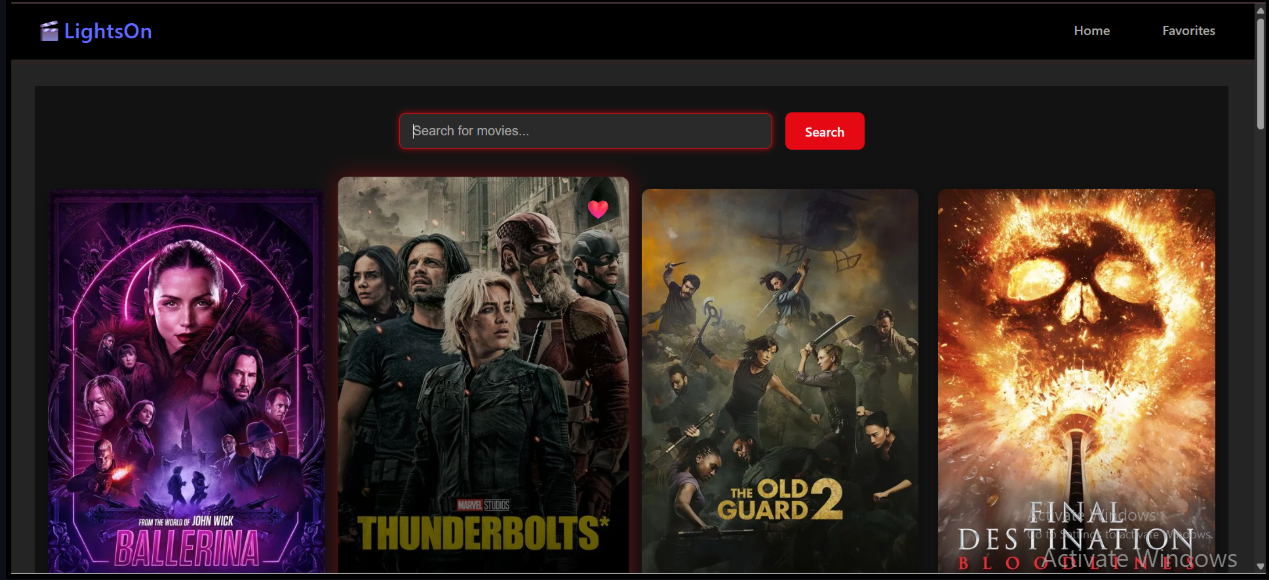 LightsOn
Home
Favorites
Search for movies...
Search
FROM THE WORLD OF JOHN WICK
BALLERINA
MARVEL STUDIOS
THUNDERBOLTS*
THE OLD
GUARD 2
FINAL
DESTINATION
BLOODLINES
Activate Windows
Go to Settings to activate Windows.
Activate Windows